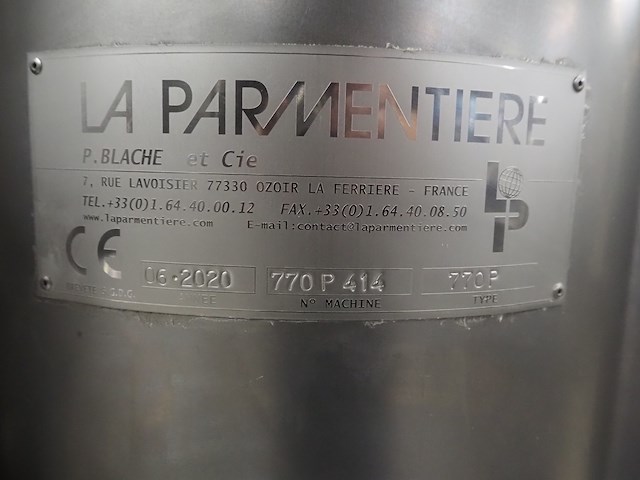 LA PARMENTIERE
P.BLACHE et Cie
7, RUE LAVOISIER 77330 OZOIR LA FERRIERE - FRANCE
TEL.+33(0)1.64.40.00.12 FAX.+33(0)1.64.40.08.50
www.laparmentiere.com E-mail:contact@laparmentiere.com
LP
CE 06·2020 770 P 414 770P
N° MACHINE TYPE